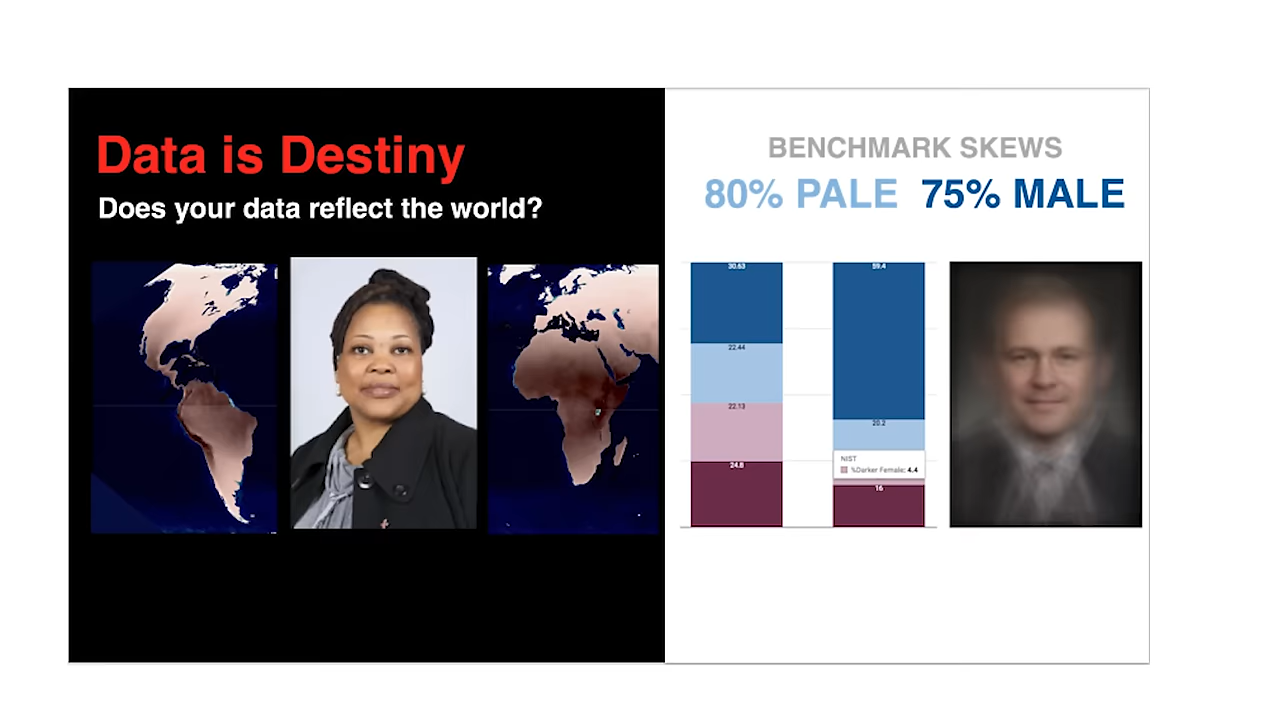 Data is Destiny
Does your data reflect the world?
BENCHMARK SKEWS
80% PALE 75% MALE
30.63
59.4
22.44
22.13
20.2
NIST
%Darker Female: 4.4
24.8
16